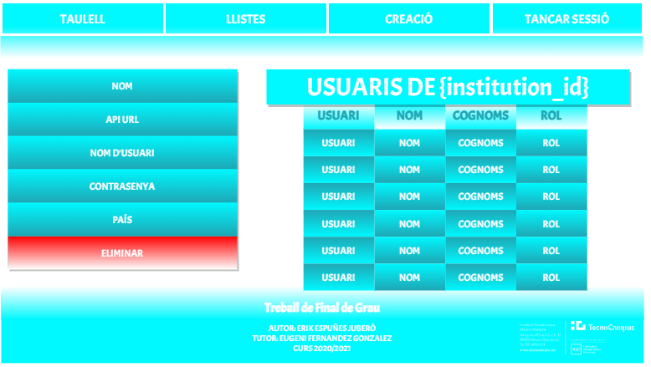 TAULELL LLISTES CREACIÓ TANCAR SESSIÓ
NOM
API URL
NOM D'USUARI
CONTRASENYA
PAÍS
ELIMINAR
USUARIS DE {institution_id}
USUARI NOM COGNOMS ROL
USUARI NOM COGNOMS ROL
USUARI NOM COGNOMS ROL
USUARI NOM COGNOMS ROL
USUARI NOM COGNOMS ROL
USUARI NOM COGNOMS ROL
USUARI NOM COGNOMS ROL
Treball de Final de Grau
AUTOR: ERIK ESPUÑES JUBERÓ
TUTOR: EUGENI FERNANDEZ GONZALEZ
CURS 2020/2021
TecnoCampus